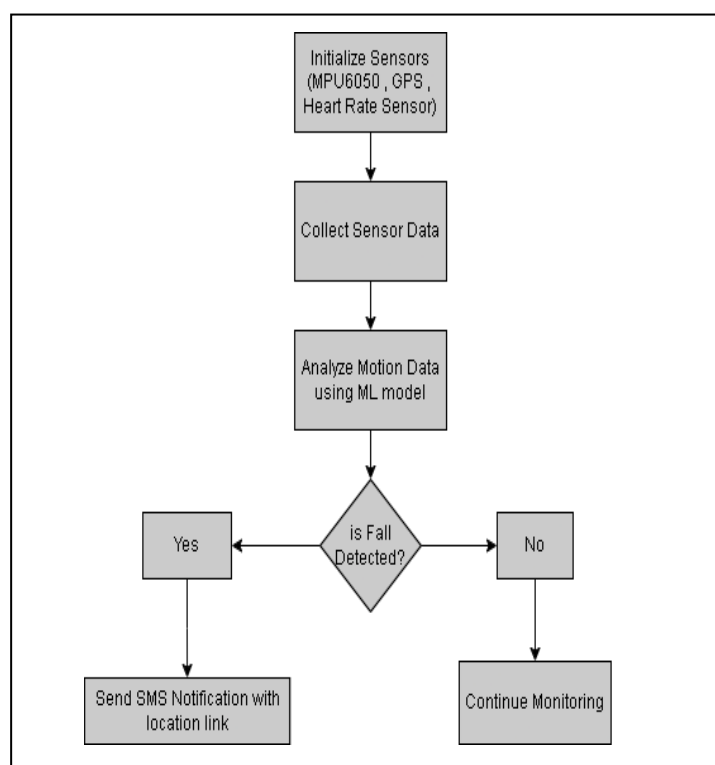 Initialize Sensors
(MPU6050 , GPS ,
Heart Rate Sensor)
Collect Sensor Data
Analyze Motion Data
using ML model
is Fall
Detected?
Yes
No
Send SMS Notification with
location link
Continue Monitoring